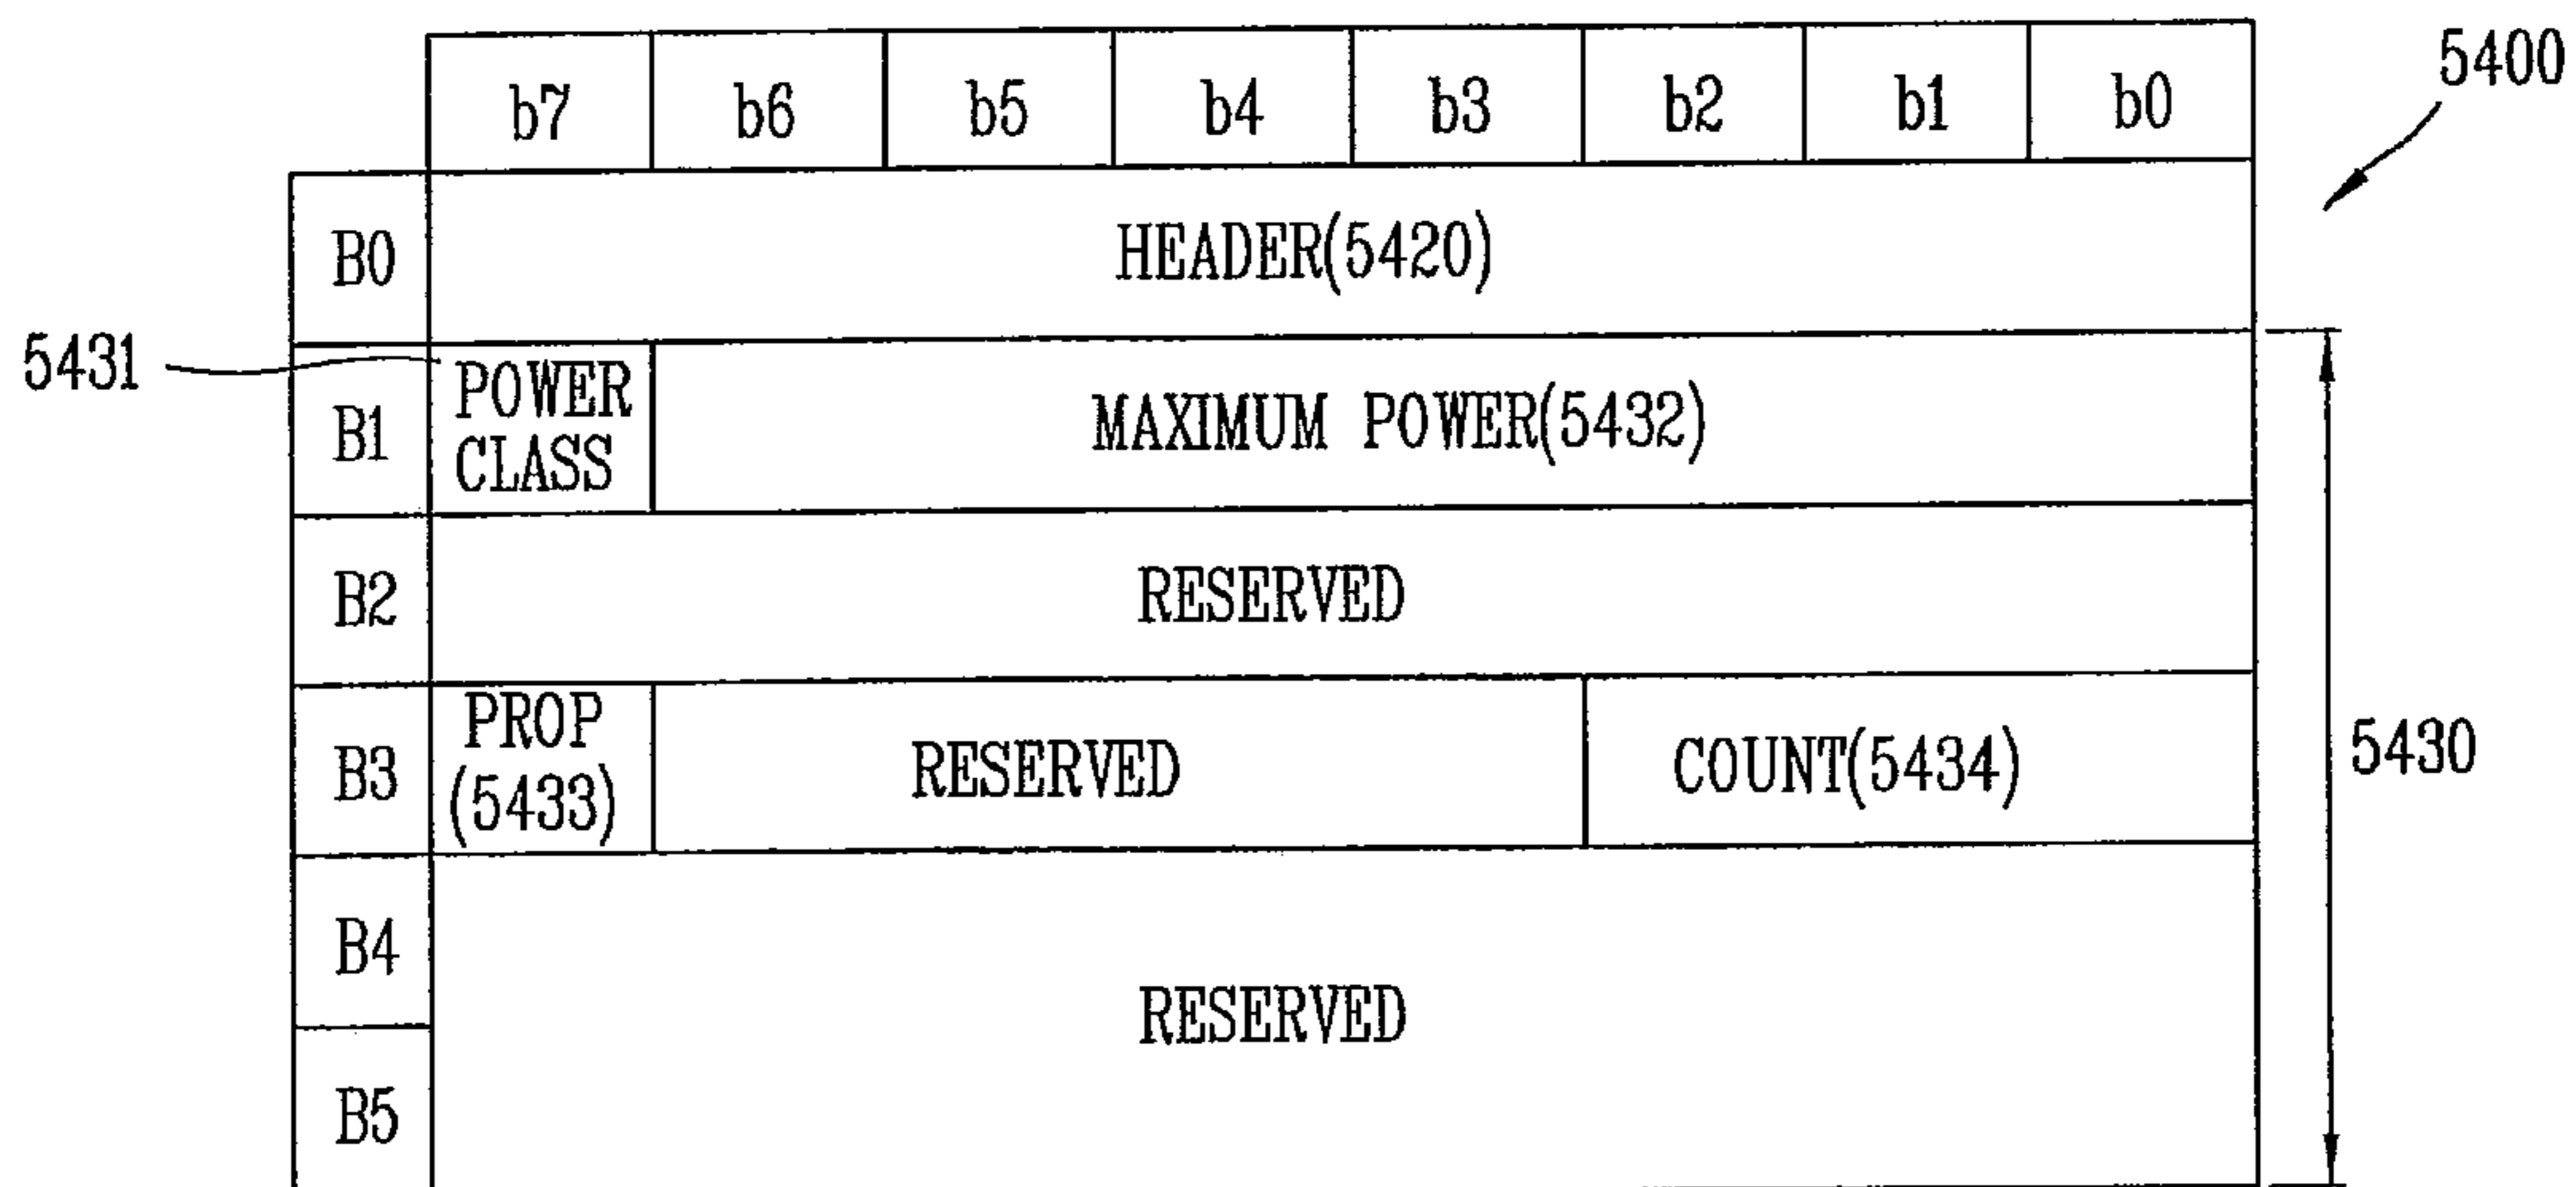 b7 b6 b5 b4 b3 b2 b1 b0
5400
B0 HEADER(5420)
5431
B1 POWER CLASS MAXIMUM POWER(5432)
B2 RESERVED
B3 PROP (5433) RESERVED COUNT(5434)
5430
B4
RESERVED
B5